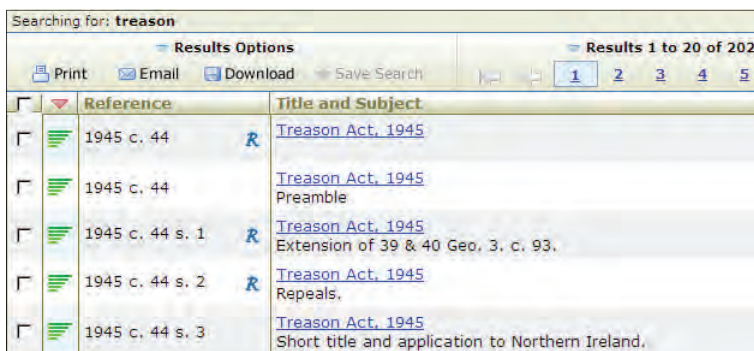 Searching for: treason
Results Options
Results 1 to 20 of 202
Print Email Download Save Search 1 2 3 4 5
Reference Title and Subject
1945 c. 44 R Treason Act, 1945
1945 c. 44 Treason Act, 1945
Preamble
1945 c. 44 s. 1 R Treason Act, 1945
Extension of 39 & 40 Geo. 3. c. 93.
1945 c. 44 s. 2 R Treason Act, 1945
Repeals.
1945 c. 44 s. 3 Treason Act, 1945
Short title and application to Northern Ireland.